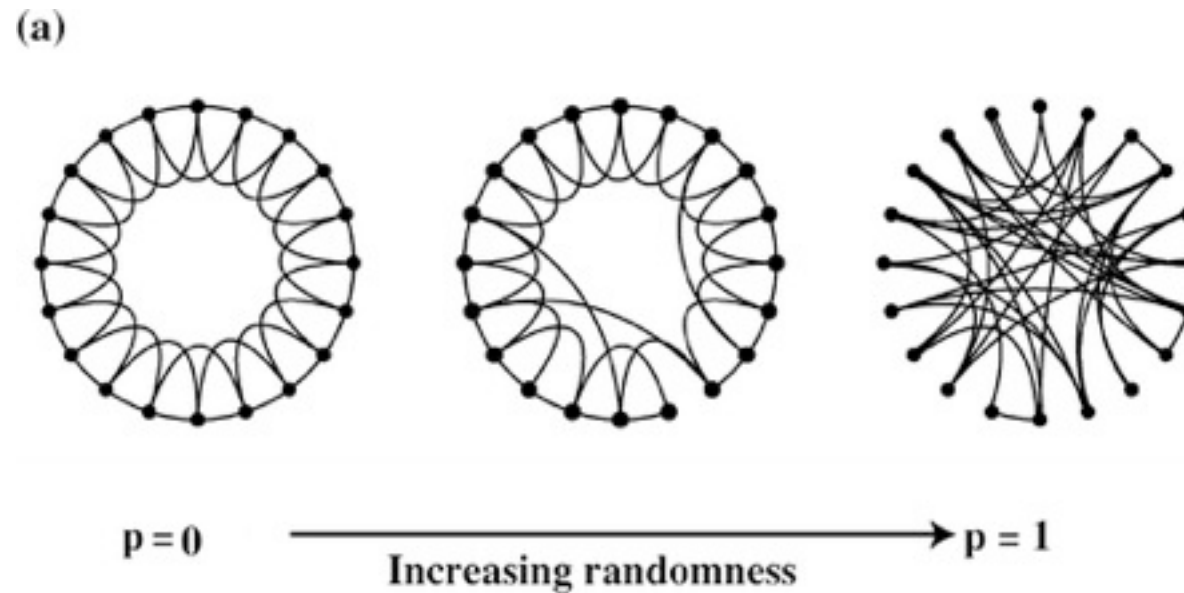 (a)
p = 0
p = 1
Increasing randomness